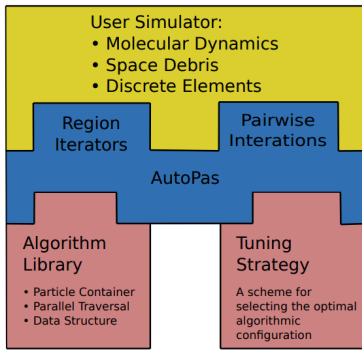 User Simulator:
• Molecular Dynamics
• Space Debris
• Discrete Elements
Region
Iterators
Pairwise
Interations
AutoPas
Algorithm
Library
• Particle Container
• Parallel Traversal
• Data Structure
Tuning
Strategy
A scheme for
selecting the optimal
algorithmic
configuration